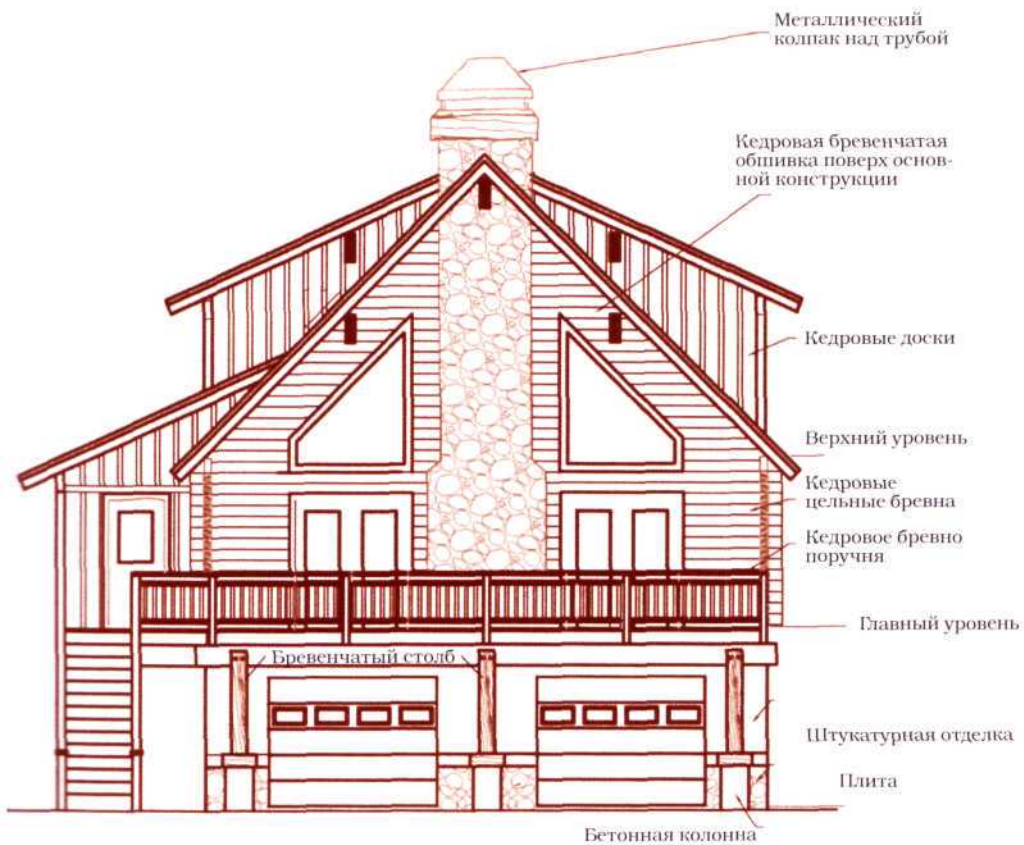 Металлический
колпак над трубой
Кедровая бревенчатая
обшивка поверх основ-
ной конструкции
Кедровые доски
Верхний уровень
Кедровые
цельные бревна
Кедровое бревно
поручня
Главный уровень
Бревенчатый столб
Штукатурная отделка
Плита
Бетонная колонна